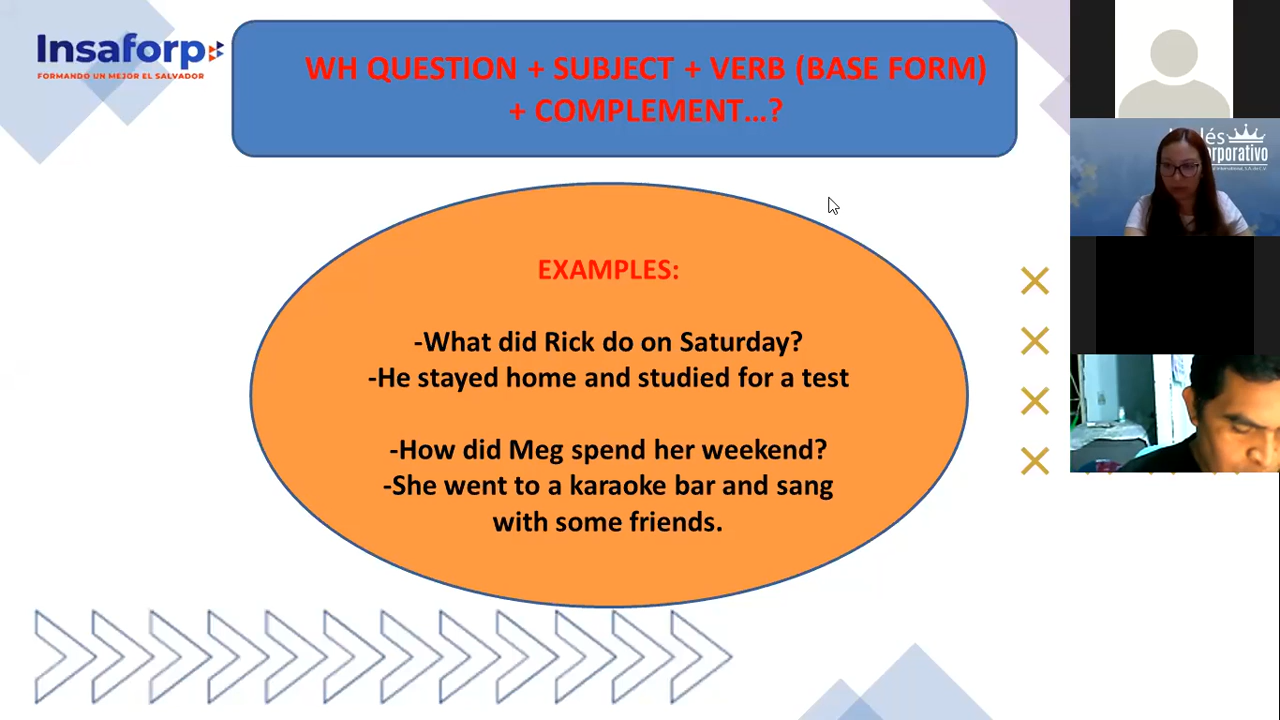 Insaforp
FORMANDO UN MEJOR EL SALVADOR
WH QUESTION + SUBJECT + VERB (BASE FORM)
+ COMPLEMENT...?
EXAMPLES:
-What did Rick do on Saturday?
-He stayed home and studied for a test
-How did Meg spend her weekend?
-She went to a karaoke bar and sang
with some friends.